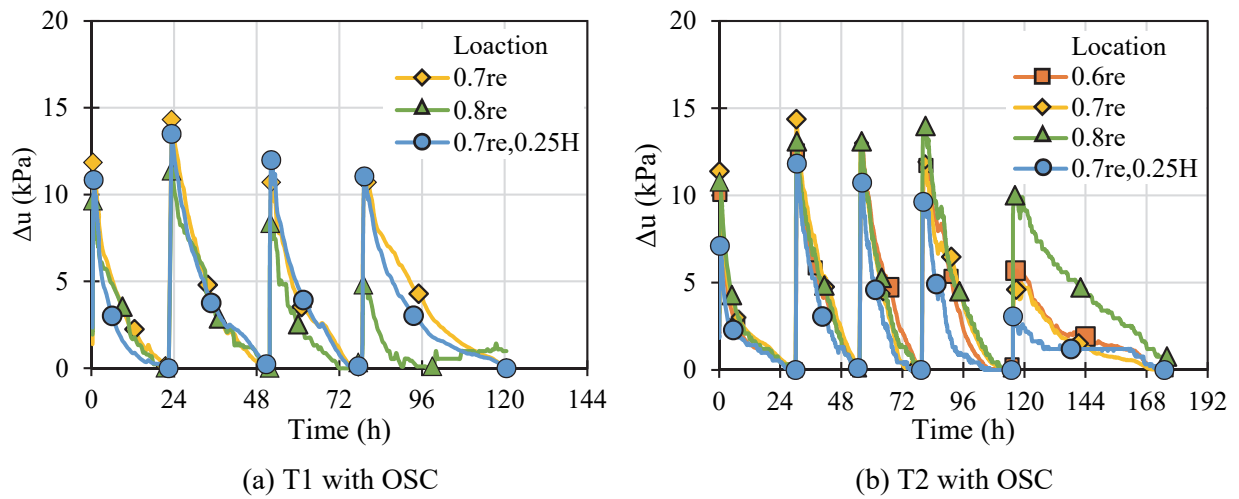 20
15
10
5
0
Δu (kPa)
0 24 48 72 96 120 144
Time (h)
Loaction
0.7re
0.8re
0.7re,0.25H
(a) T1 with OSC
20
15
10
5
0
Δu (kPa)
0 24 48 72 96 120 144 168 192
Time (h)
Location
0.6re
0.7re
0.8re
0.7re,0.25H
(b) T2 with OSC